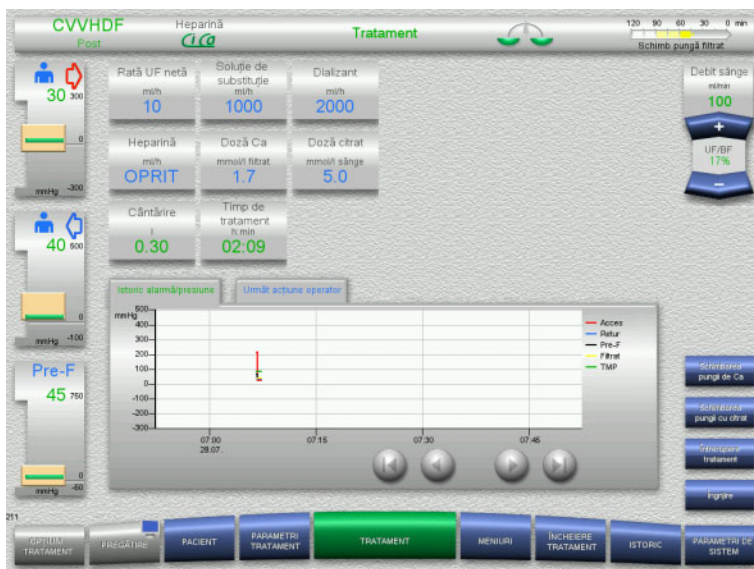 CVVHDF
Post
Heparină
CiCa
Tratament
120 90 60 30 0 min
Schimb pungă filtrat
30
300
0
-300
mmHg
40
500
0
-100
mmHg
Pre-F
45
750
0
-50
mmHg
Rată UF netă
ml/h
10
Soluție de
substituție
ml/h
1000
Dializant
ml/h
2000
Heparină
ml/h
OPRIT
Doză Ca
mmol/l filtrat
1.7
Doză citrat
mmol/l sânge
5.0
Cântărire
l
0.30
Timp de
tratament
h:min
02:09
Debit sânge
ml/min
100
+
UF/BF
17%
−
Istoric alarmă/presiune
Următ acțiune operator
mmHg
500
400
300
200
100
0
-100
-200
-300
07:00
07:15
07:30
07:45
28.07.
Acces
Retur
Pre-F
Filtrat
TMP
Schimbarea
pungii de Ca
Schimbarea
pungii cu citrat
Întrerupere
tratament
Îngrijire
211
OPȚIUNI
TRATAMENT
PREGĂTIRE
PACIENT
PARAMETRI
TRATAMENT
TRATAMENT
MENIURI
ÎNCHEIERE
TRATAMENT
ISTORIC
PARAMETRI DE
SISTEM